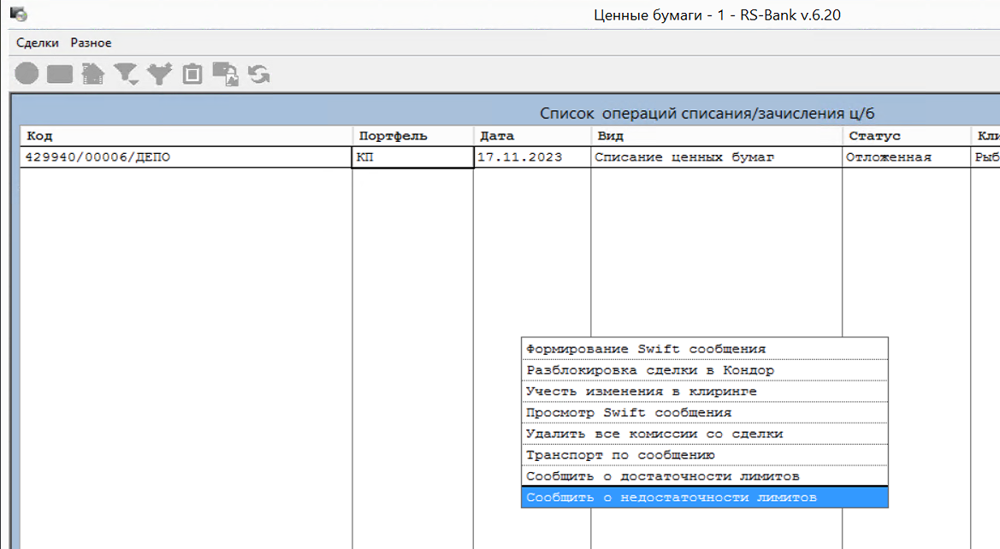 Ценные бумаги - 1 - RS-Bank v.6.20
Сделки Разное
Список операций списания/зачисления ц/б
Код Портфель Дата Вид Статус Кли
429940/00006/ДЕПО КП 17.11.2023 Списание ценных бумаг Отложенная Рыб
Формирование Swift сообщения
Разблокировка сделки в Кондор
Учесть изменения в клиринге
Просмотр Swift сообщения
Удалить все комиссии со сделки
Транспорт по сообщению
Сообщить о достаточности лимитов
Сообщить о недостаточности лимитов